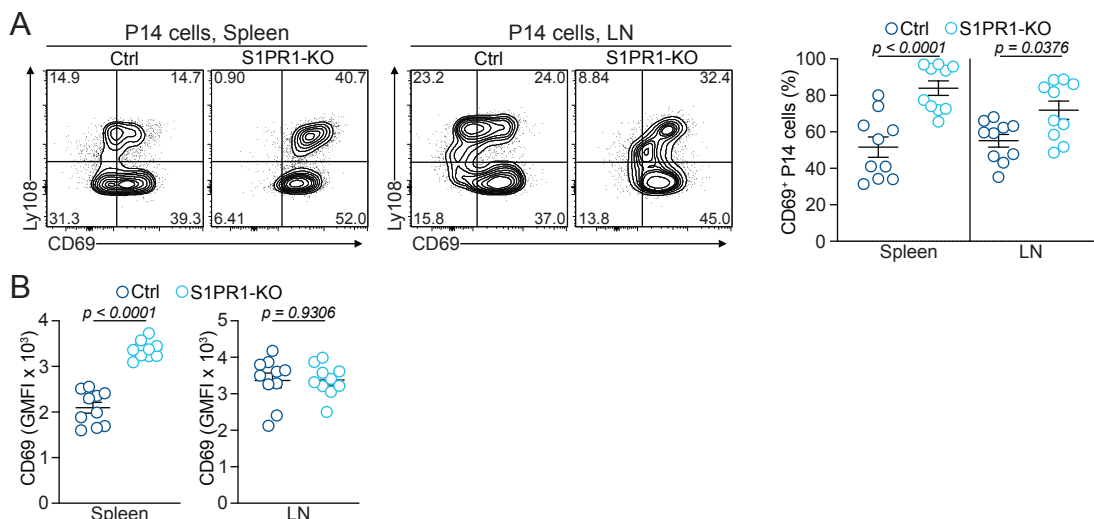 A
P14 cells, Spleen
Ctrl
S1PR1-KO
14.9
14.7
31.3
39.3
0.90
40.7
6.41
52.0
Ly108
CD69
P14 cells, LN
Ctrl
S1PR1-KO
23.2
24.0
15.8
37.0
8.84
32.4
13.8
45.0
Ly108
CD69
Ctrl S1PR1-KO
p < 0.0001 p = 0.0376
CD69+ P14 cells (%)
100
80
60
40
20
0
Spleen LN
B
Ctrl S1PR1-KO
p < 0.0001
CD69 (GMFI x 10³)
4
3
2
1
0
Spleen
p = 0.9306
CD69 (GMFI x 10³)
5
4
3
2
1
0
LN